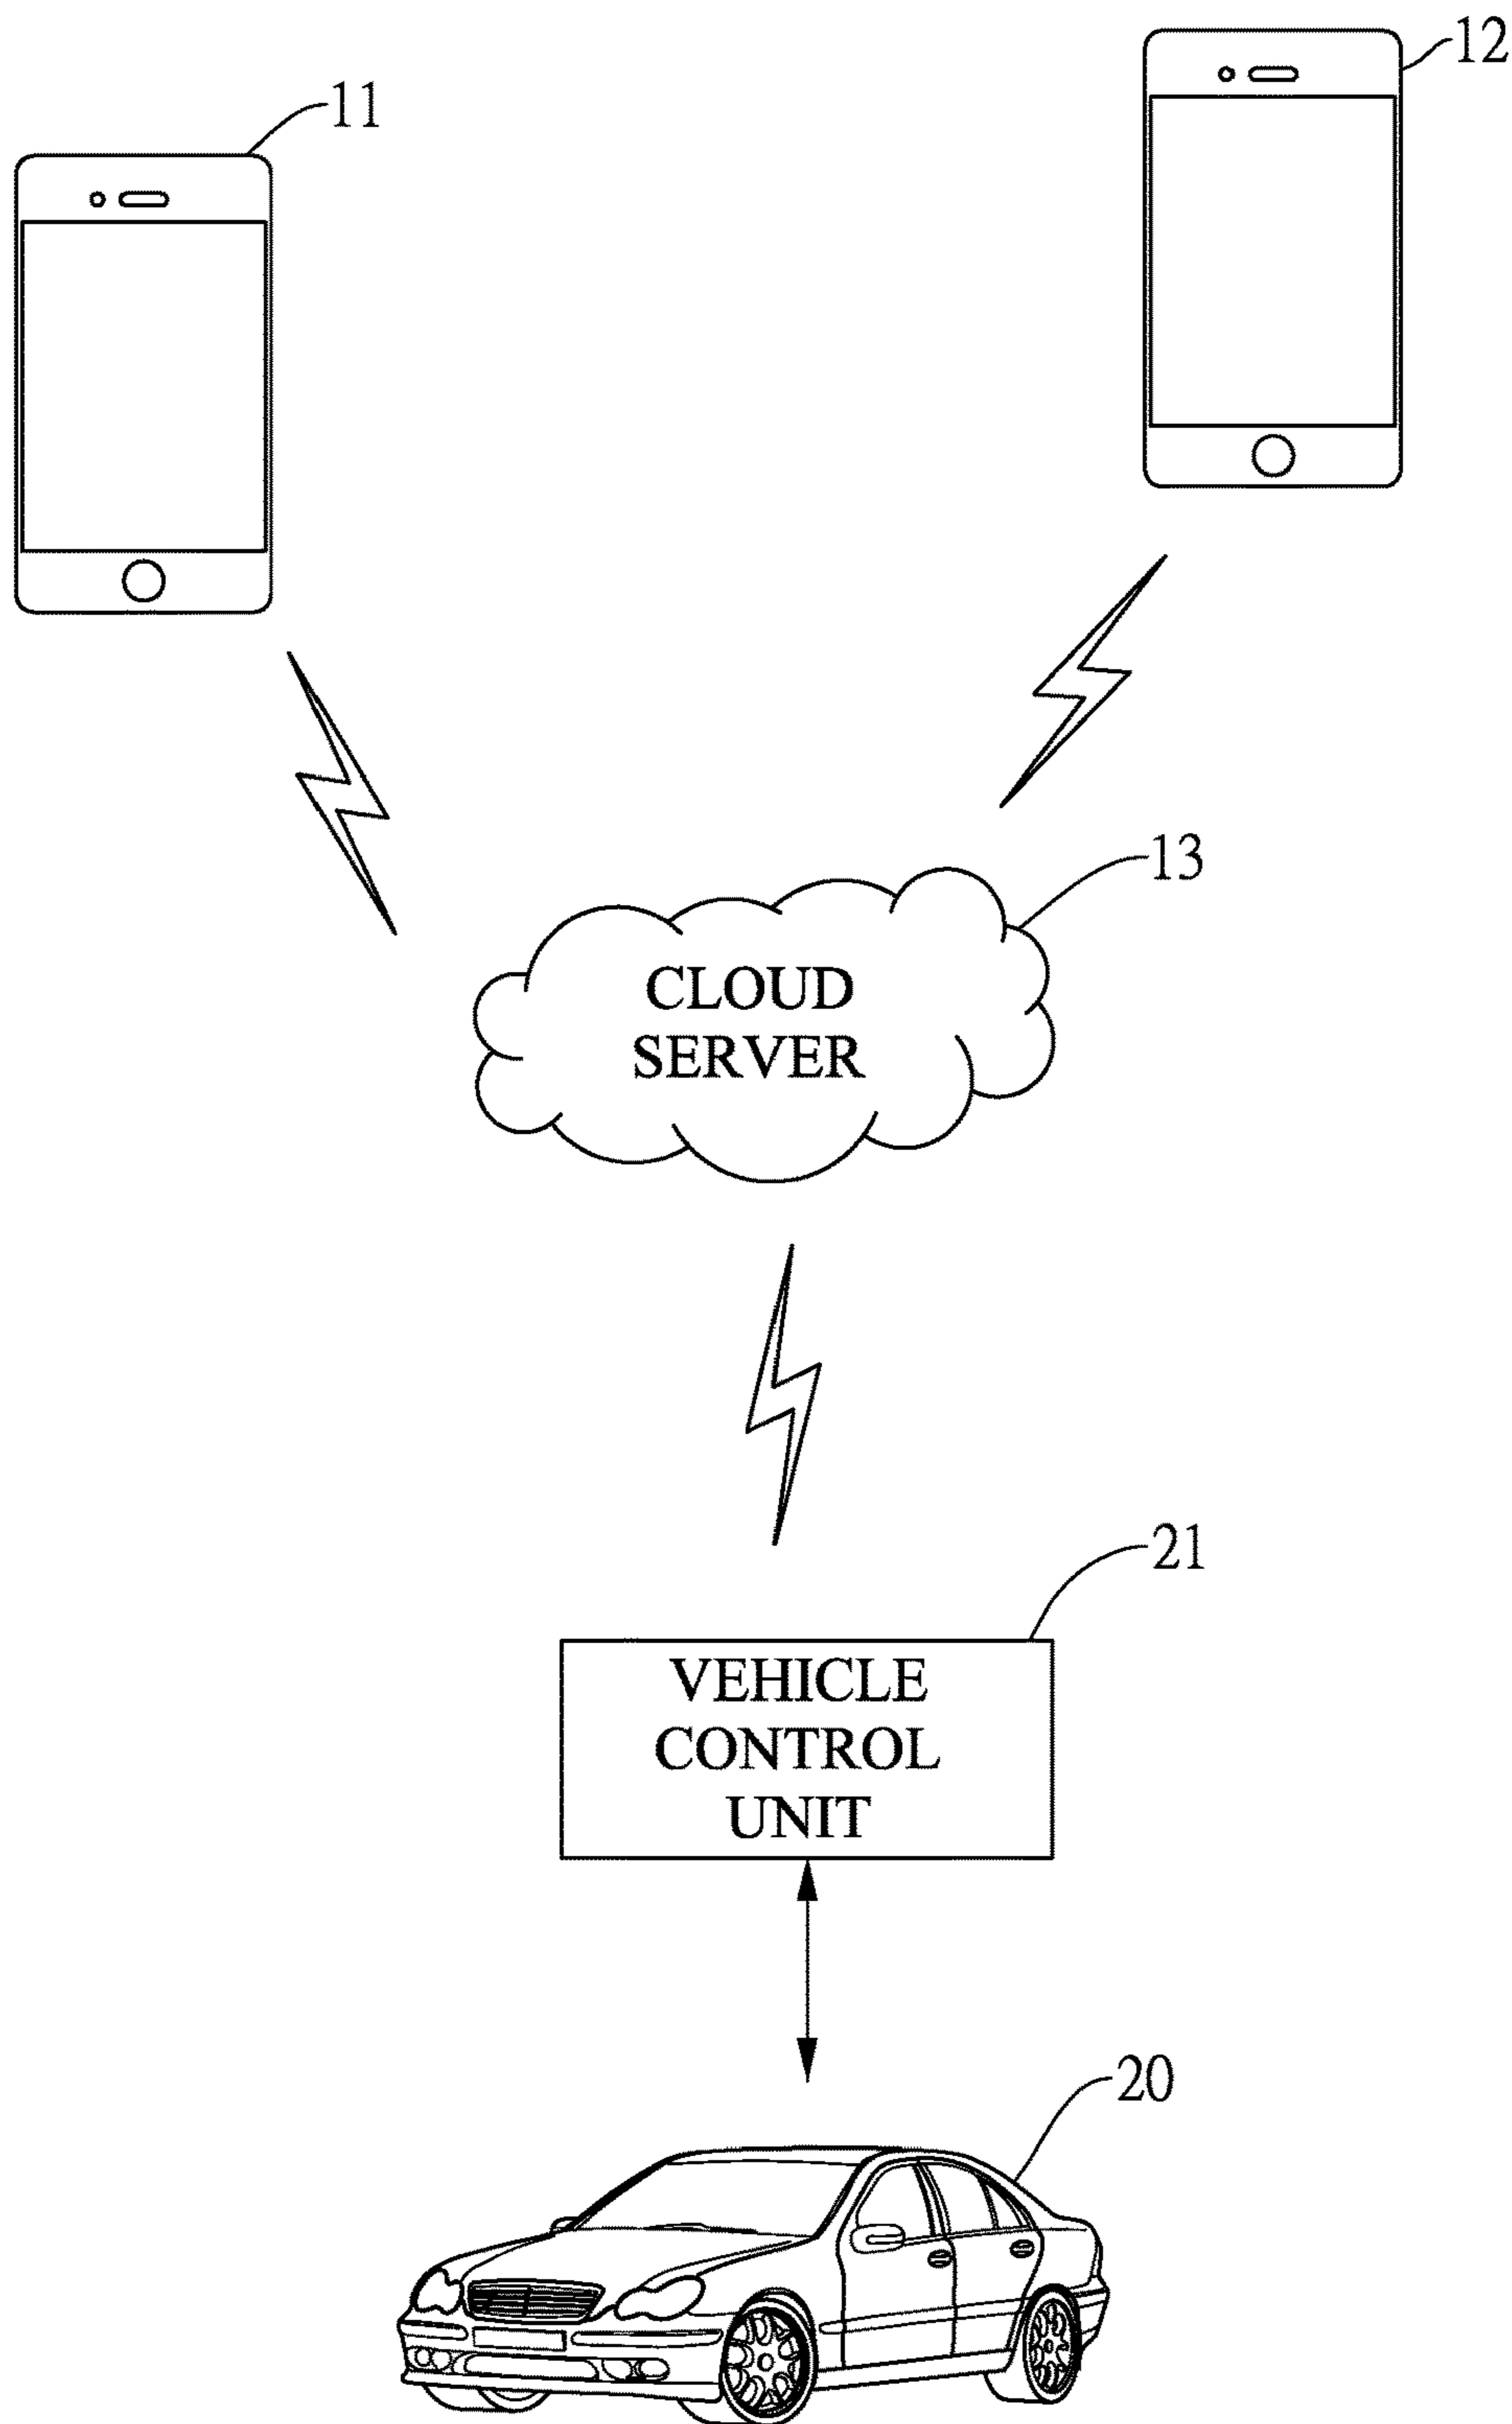 12
11
13
CLOUD
SERVER
21
VEHICLE
CONTROL
UNIT
20